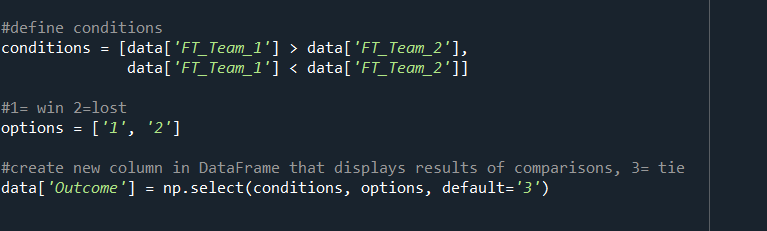 #define conditions
conditions = [data['FT_Team_1'] > data['FT_Team_2'],
              data['FT_Team_1'] < data['FT_Team_2']]
#1= win 2=lost
options = ['1', '2']
#create new column in DataFrame that displays results of comparisons, 3= tie
data['Outcome'] = np.select(conditions, options, default='3')